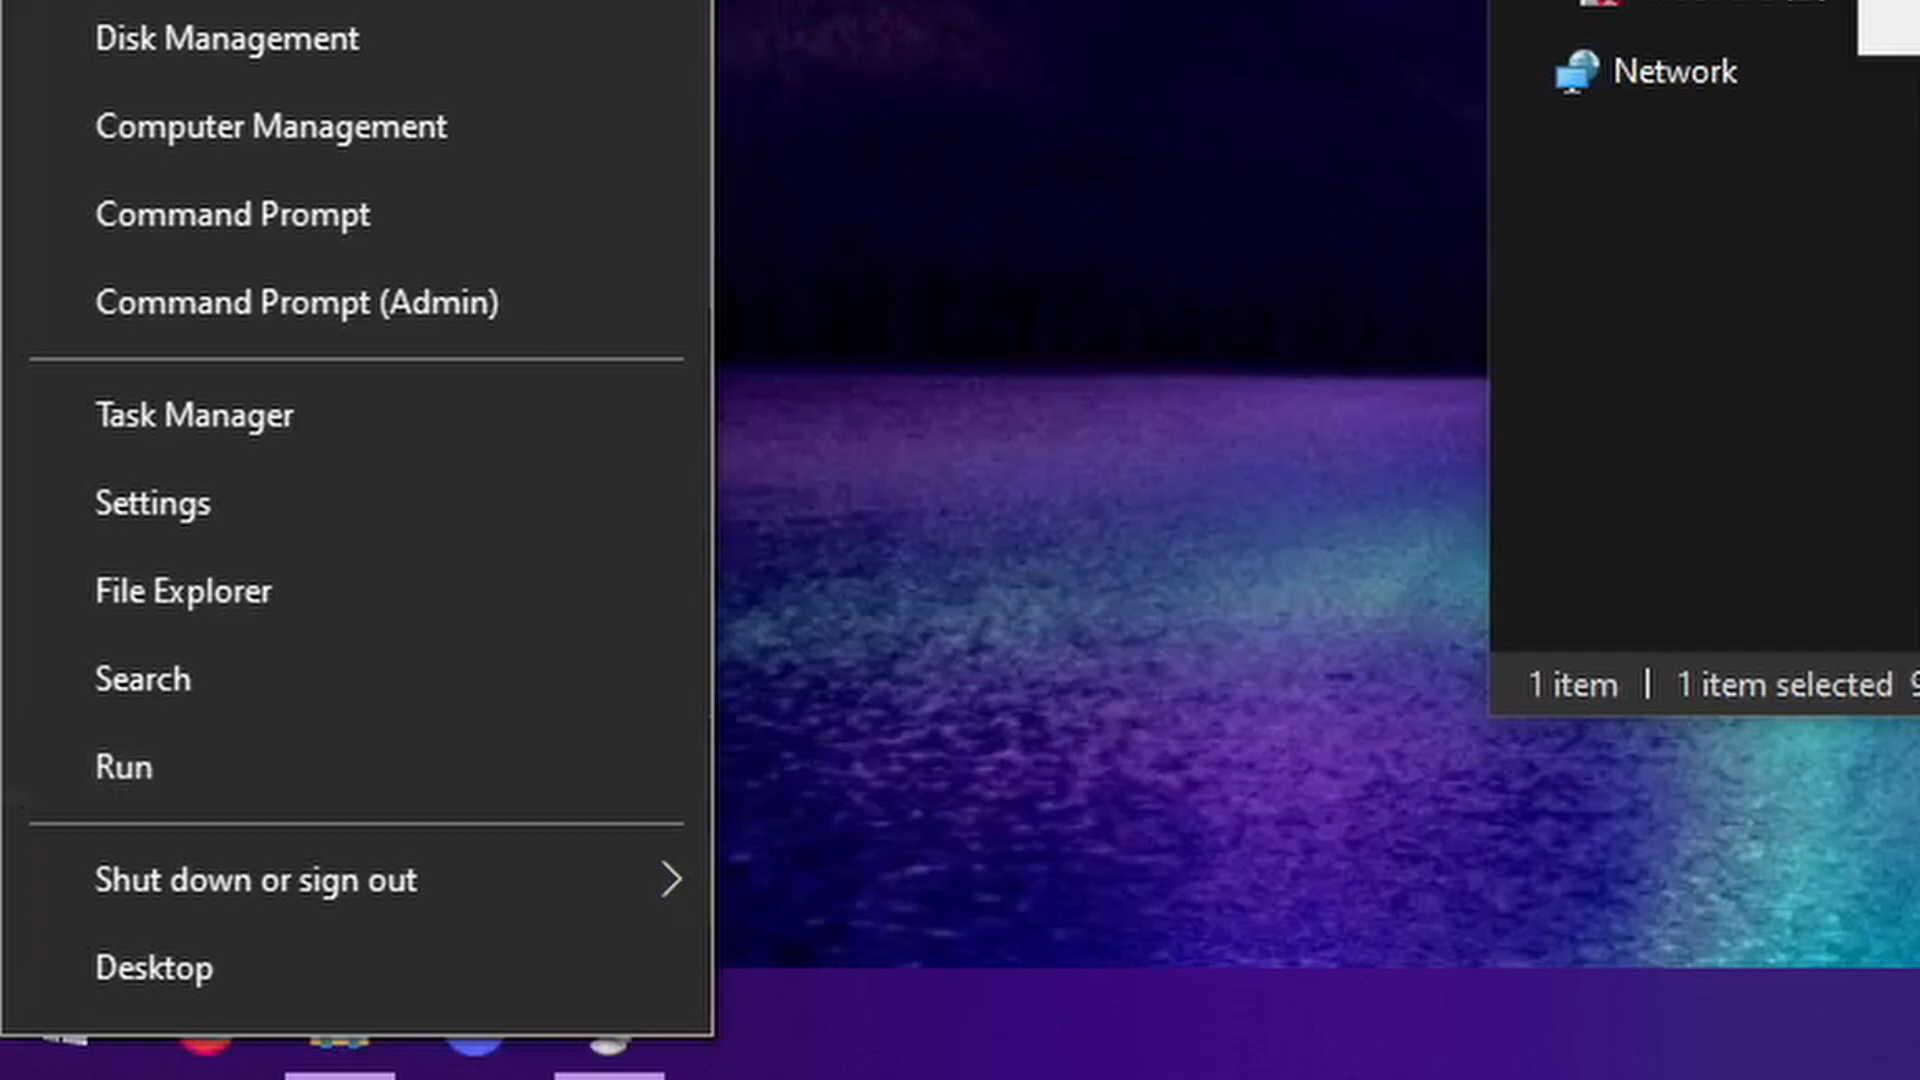 Disk Management
Computer Management
Command Prompt
Command Prompt (Admin)
Task Manager
Settings
File Explorer
Search
Run
Shut down or sign out
Desktop
Network
1 item | 1 item selected